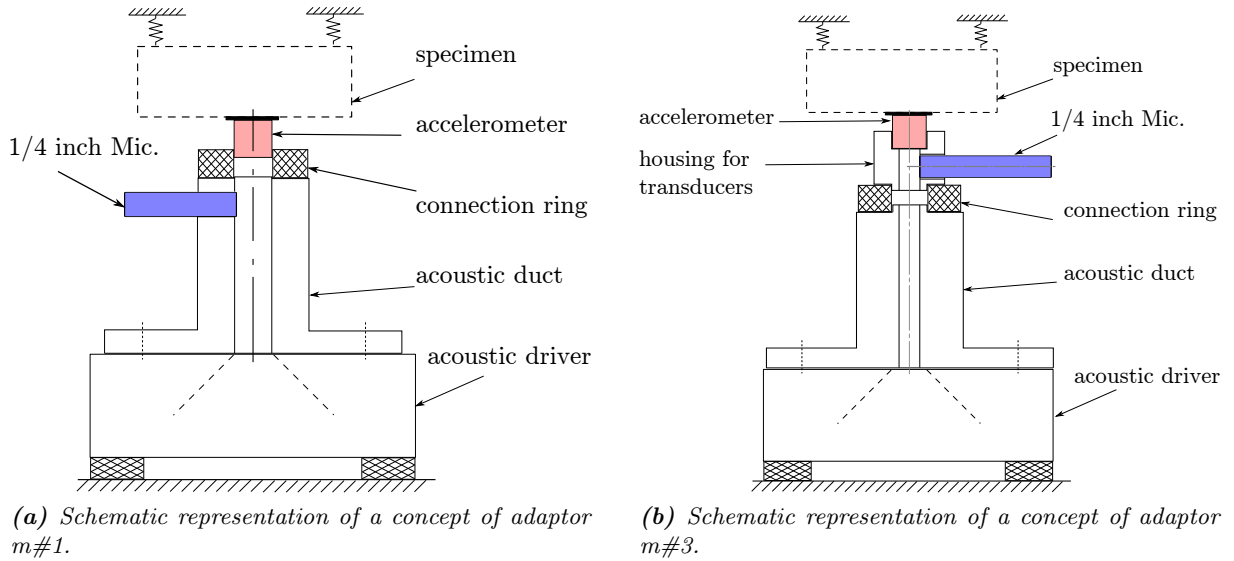 specimen
accelerometer
1/4 inch Mic.
connection ring
acoustic duct
acoustic driver
(a) Schematic representation of a concept of adaptor
m#1.
specimen
accelerometer
1/4 inch Mic.
housing for
transducers
connection ring
acoustic duct
acoustic driver
(b) Schematic representation of a concept of adaptor
m#3.